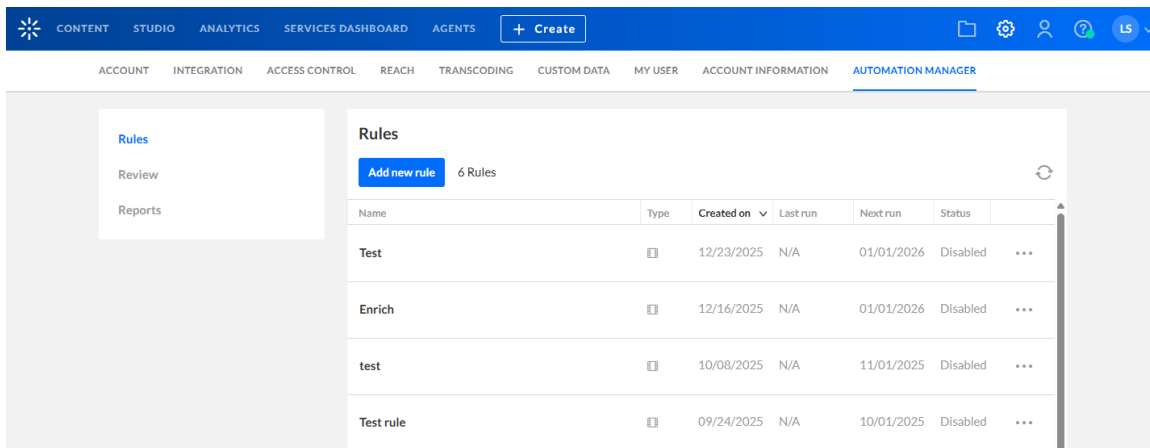 CONTENT STUDIO ANALYTICS SERVICES DASHBOARD AGENTS + Create ? LS
ACCOUNT INTEGRATION ACCESS CONTROL REACH TRANSCODING CUSTOM DATA MY USER ACCOUNT INFORMATION AUTOMATION MANAGER
Rules
Review
Reports
Rules
Add new rule 6 Rules
Name Type Created on Last run Next run Status
Test 12/23/2025 N/A 01/01/2026 Disabled
Enrich 12/16/2025 N/A 01/01/2026 Disabled
test 10/08/2025 N/A 11/01/2025 Disabled
Test rule 09/24/2025 N/A 10/01/2025 Disabled